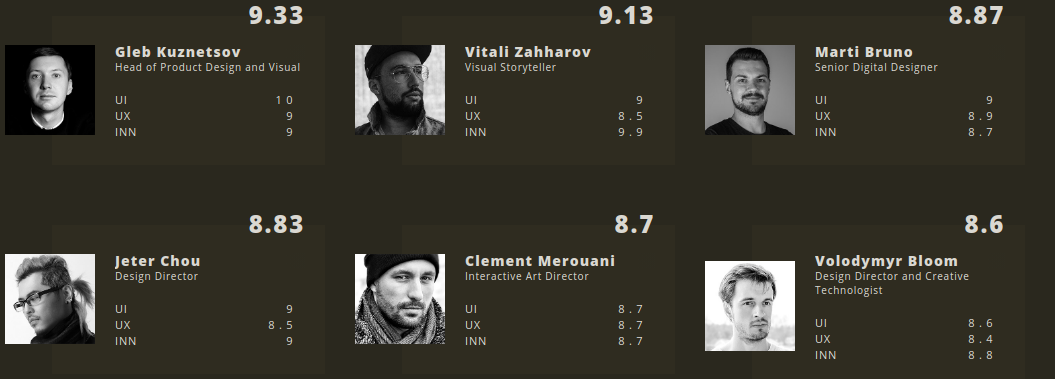 9.33
Gleb Kuznetsov
Head of Product Design and Visual
UI 10
UX 9
INN 9
9.13
Vitali Zahharov
Visual Storyteller
UI 9
UX 8.5
INN 9.9
8.87
Marti Bruno
Senior Digital Designer
UI 9
UX 8.9
INN 8.7
8.83
Jeter Chou
Design Director
UI 9
UX 8.5
INN 9
8.7
Clement Merouani
Interactive Art Director
UI 8.7
UX 8.7
INN 8.7
8.6
Volodymyr Bloom
Design Director and Creative
Technologist
UI 8.6
UX 8.4
INN 8.8